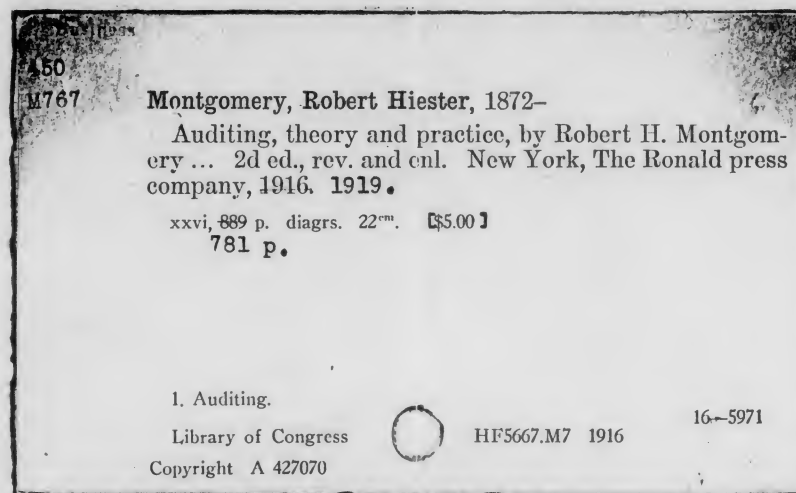 Business
450
M767
Montgomery, Robert Hiester, 1872–
Auditing, theory and practice, by Robert H. Montgom-
ery ... 2d ed., rev. and enl. New York, The Ronald press
company, 1916. 1919.
xxvi, 889 p. diagrs. 22ᶜᵐ. [$5.00]
781 p.
1. Auditing.
Library of Congress HF5667.M7 1916
16—5971
Copyright A 427070